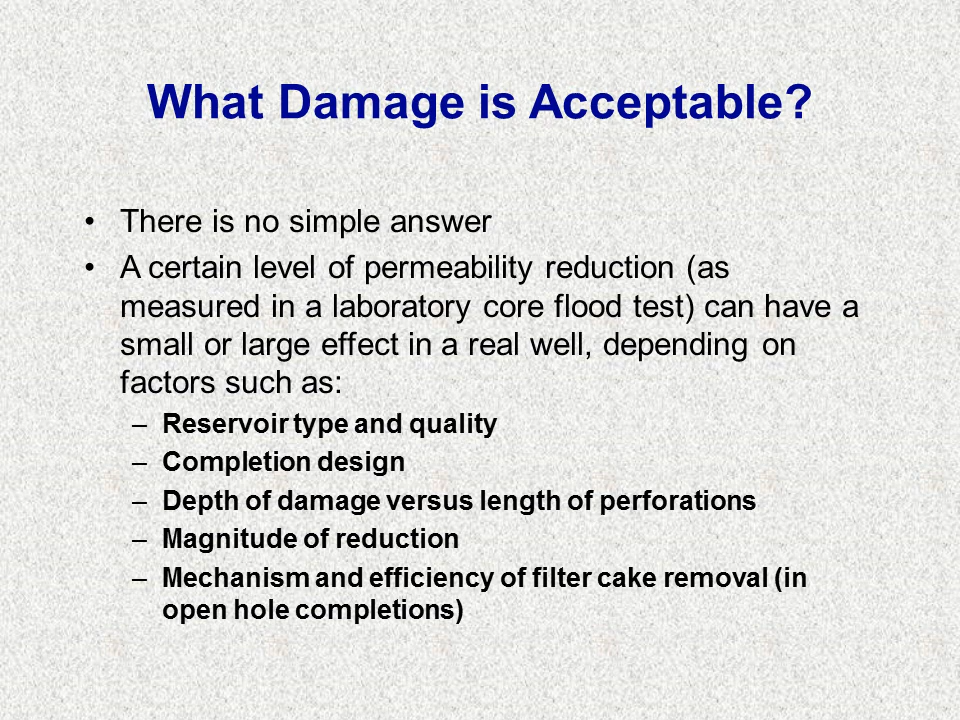 What Damage is Acceptable?
• There is no simple answer
• A certain level of permeability reduction (as
measured in a laboratory core flood test) can have a
small or large effect in a real well, depending on
factors such as:
– Reservoir type and quality
– Completion design
– Depth of damage versus length of perforations
– Magnitude of reduction
– Mechanism and efficiency of filter cake removal (in
open hole completions)